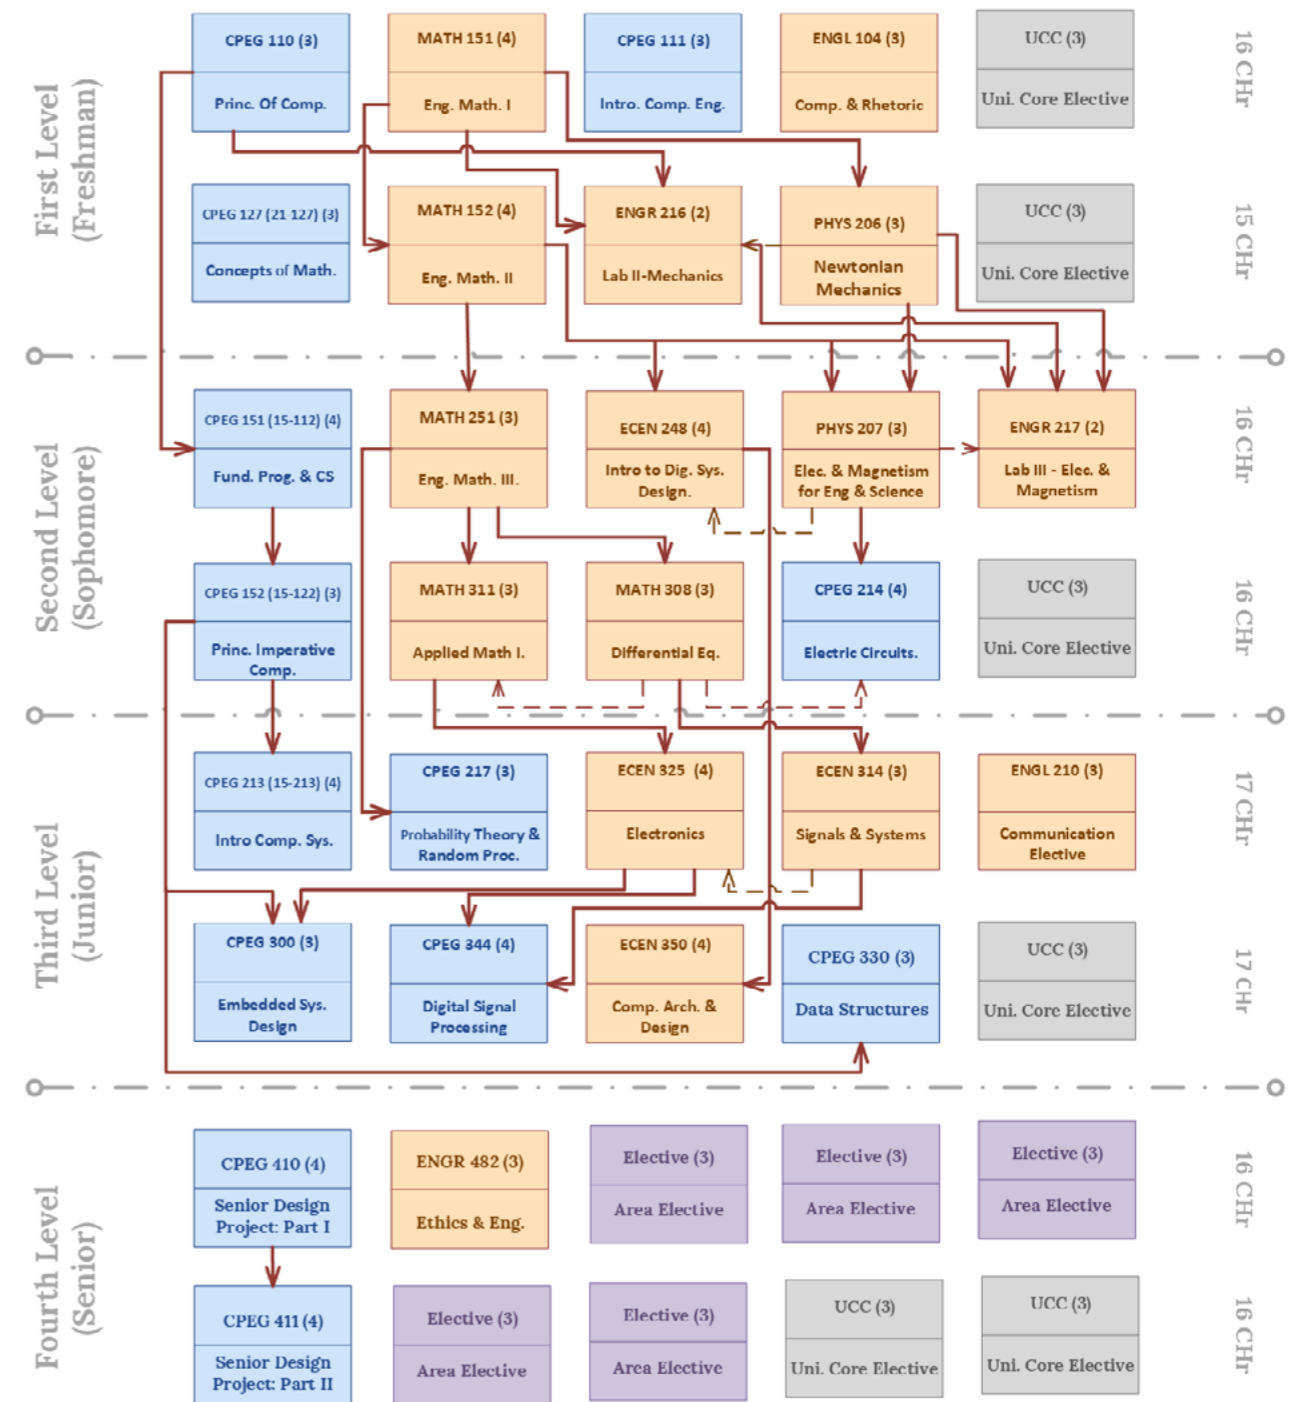 First Level
(Freshman)
CPEG 110 (3)
Princ. Of Comp.
MATH 151 (4)
Eng. Math. I
CPEG 111 (3)
Intro. Comp. Eng.
ENGL 104 (3)
Comp. & Rhetoric
UCC (3)
Uni. Core Elective
16 CHr
CPEG 127 (21-127) (3)
Concepts of Math.
MATH 152 (4)
Eng. Math. II
ENGR 216 (2)
Lab II-Mechanics
PHYS 206 (3)
Newtonian
Mechanics
UCC (3)
Uni. Core Elective
15 CHr
Second Level
(Sophomore)
CPEG 151 (15-112) (4)
Fund. Prog. & CS
MATH 251 (3)
Eng. Math. III.
ECEN 248 (4)
Intro to Dig. Sys.
Design.
PHYS 207 (3)
Elec. & Magnetism
for Eng & Science
ENGR 217 (2)
Lab III - Elec. &
Magnetism
16 CHr
CPEG 152 (15-122) (3)
Princ. Imperative
Comp.
MATH 311 (3)
Applied Math I.
MATH 308 (3)
Differential Eq.
CPEG 214 (4)
Electric Circuits.
UCC (3)
Uni. Core Elective
16 CHr
Third Level
(Junior)
CPEG 213 (15-213) (4)
Intro Comp. Sys.
CPEG 217 (3)
Probability Theory &
Random Proc.
ECEN 325 (4)
Electronics
ECEN 314 (3)
Signals & Systems
ENGL 210 (3)
Communication
Elective
17 CHr
CPEG 300 (3)
Embedded Sys.
Design
CPEG 344 (4)
Digital Signal
Processing
ECEN 350 (4)
Comp. Arch. &
Design
CPEG 330 (3)
Data Structures
UCC (3)
Uni. Core Elective
17 CHr
Fourth Level
(Senior)
CPEG 410 (4)
Senior Design
Project: Part I
ENGR 482 (3)
Ethics & Eng.
Elective (3)
Area Elective
Elective (3)
Area Elective
Elective (3)
Area Elective
16 CHr
CPEG 411 (4)
Senior Design
Project: Part II
Elective (3)
Area Elective
Elective (3)
Area Elective
UCC (3)
Uni. Core Elective
UCC (3)
Uni. Core Elective
16 CHr